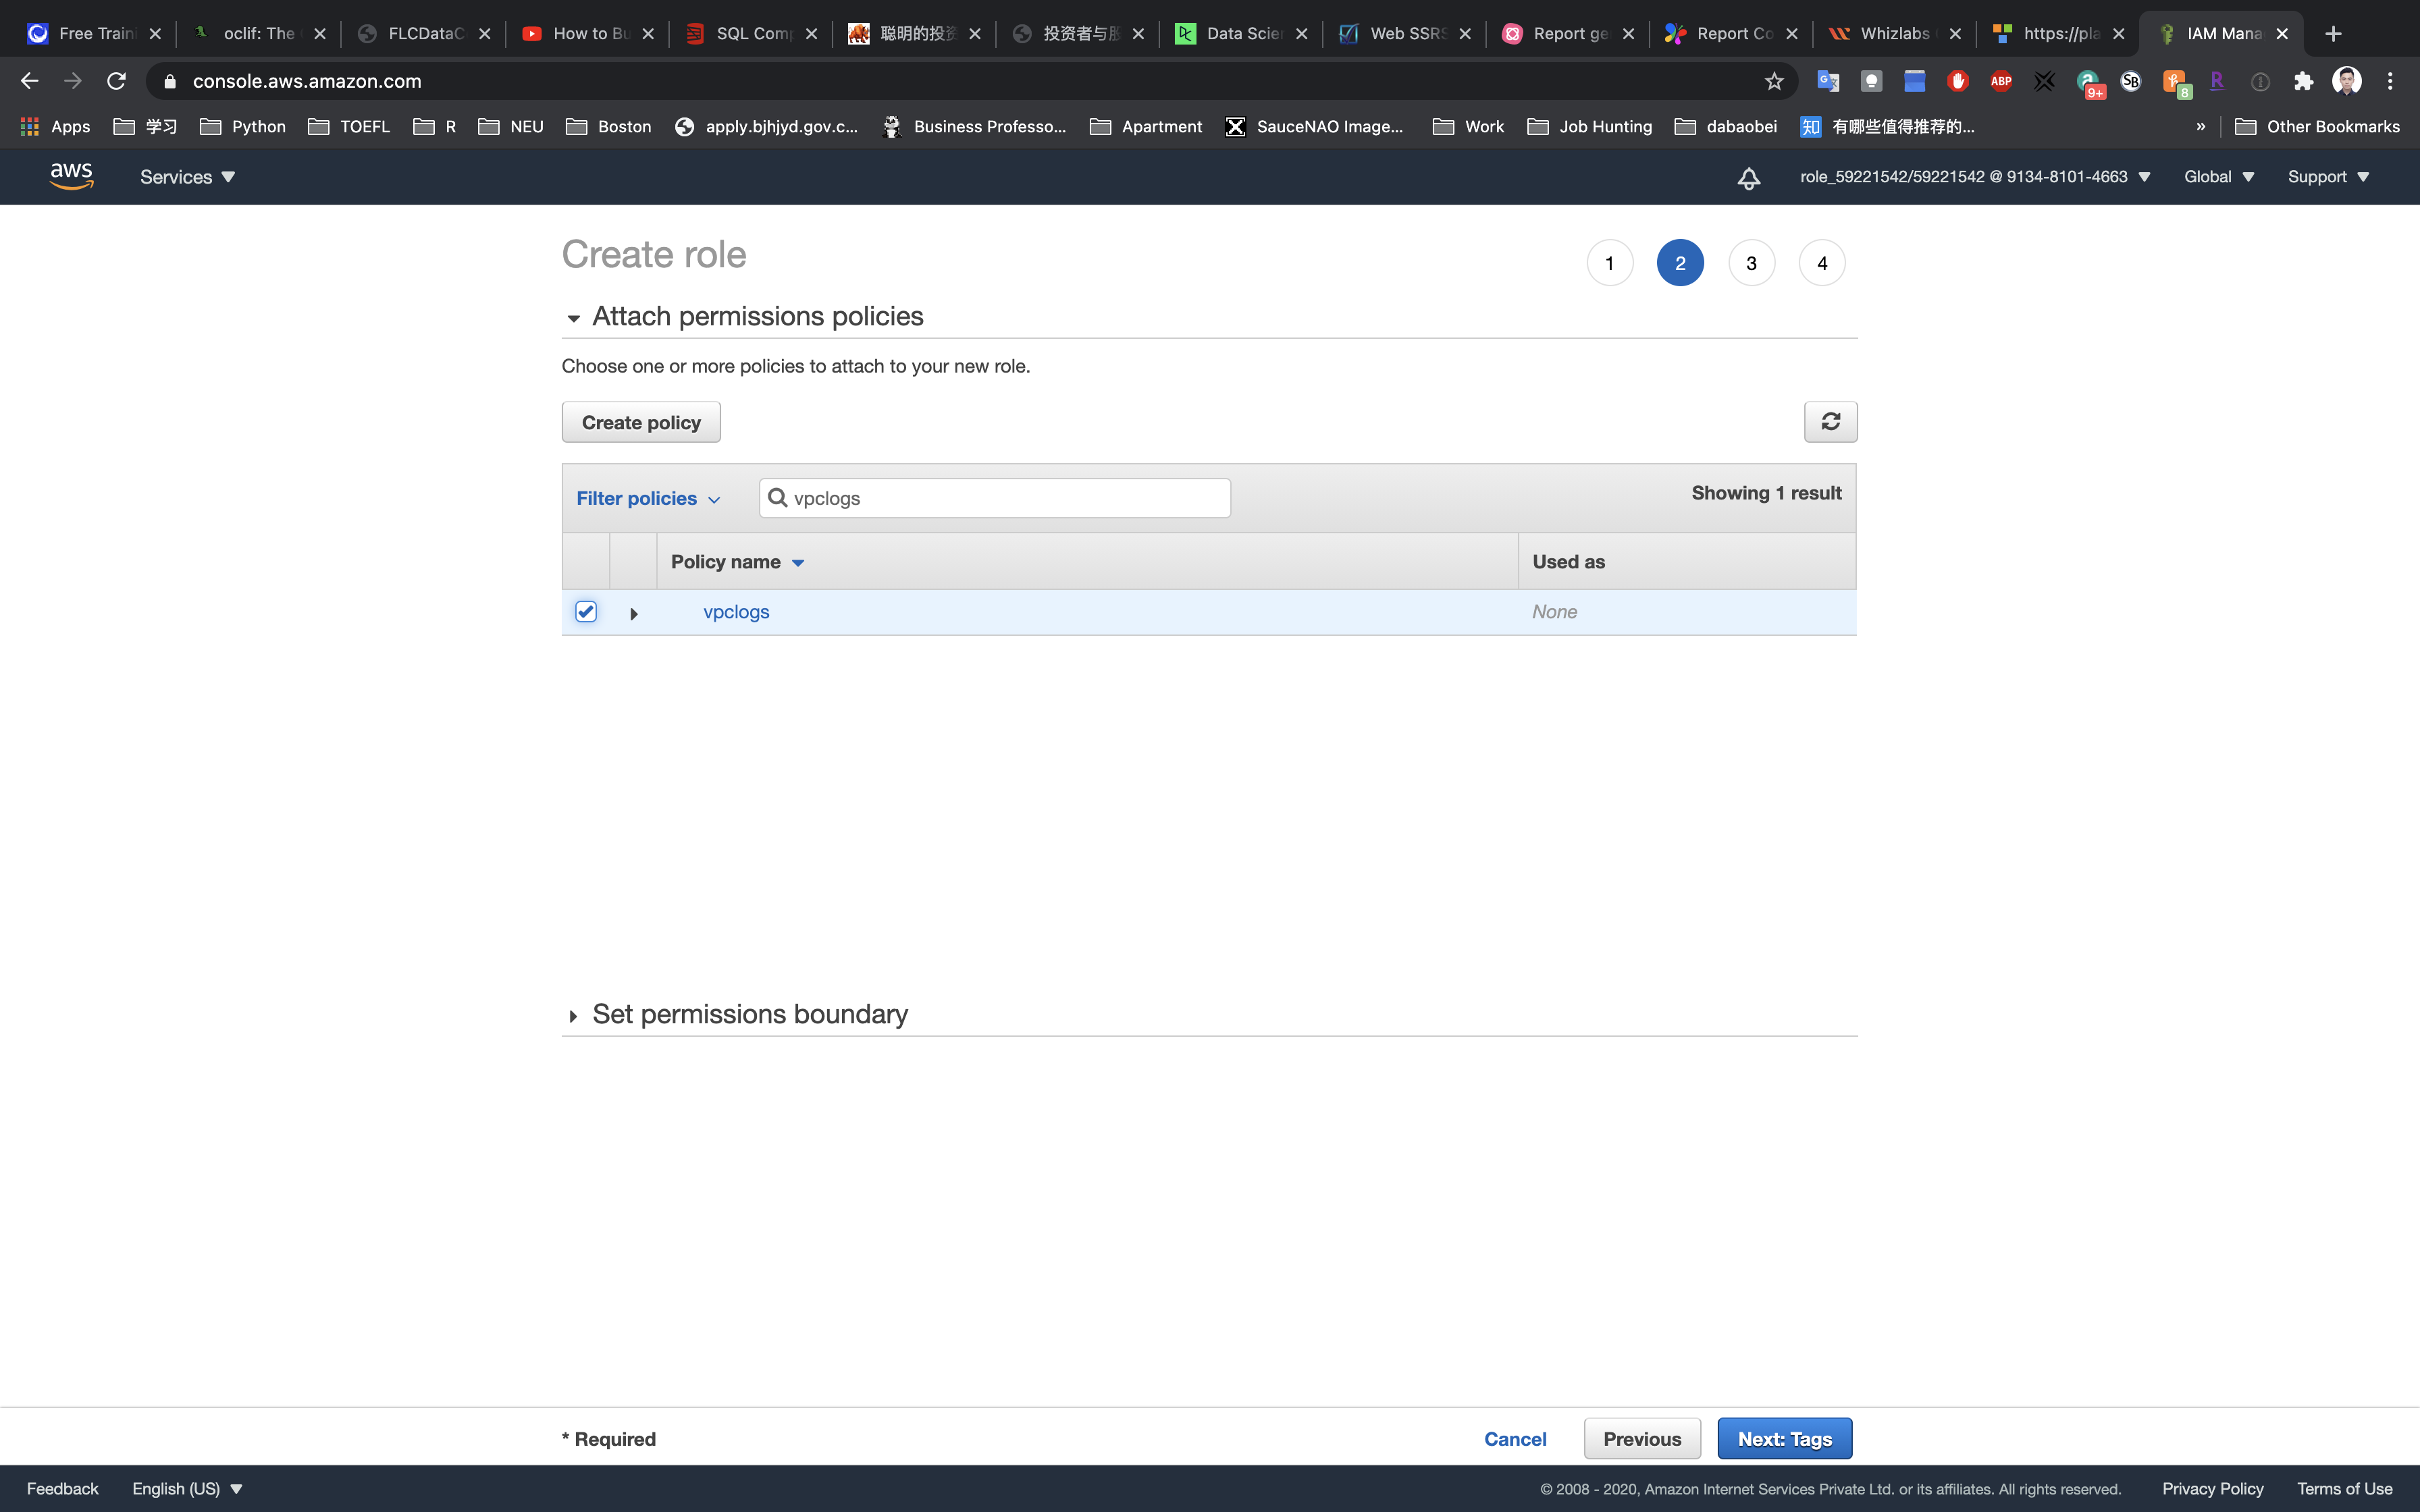 Free Traini
oclif: The
FLCDataC
How to Bu
SQL Comp
聪明的投资
投资者与股
Data Scien
Web SSRS
Report ge
Report Co
Whizlabs
https://pla
IAM Mana
console.aws.amazon.com
ABP
9+
SB
8
R
Apps
学习
Python
TOEFL
R
NEU
Boston
apply.bjhjyd.gov.c...
Business Professo...
Apartment
SauceNAO Image...
Work
Job Hunting
dabaobei
知 有哪些值得推荐的...
»
Other Bookmarks
aws
Services
role_59221542/59221542 @ 9134-8101-4663
Global
Support
Create role
1
2
3
4
Attach permissions policies
Choose one or more policies to attach to your new role.
Create policy
Filter policies
vpclogs
Showing 1 result
Policy name
Used as
vpclogs
None
Set permissions boundary
* Required
Cancel
Previous
Next: Tags
Feedback
English (US)
© 2008 - 2020, Amazon Internet Services Private Ltd. or its affiliates. All rights reserved.
Privacy Policy
Terms of Use